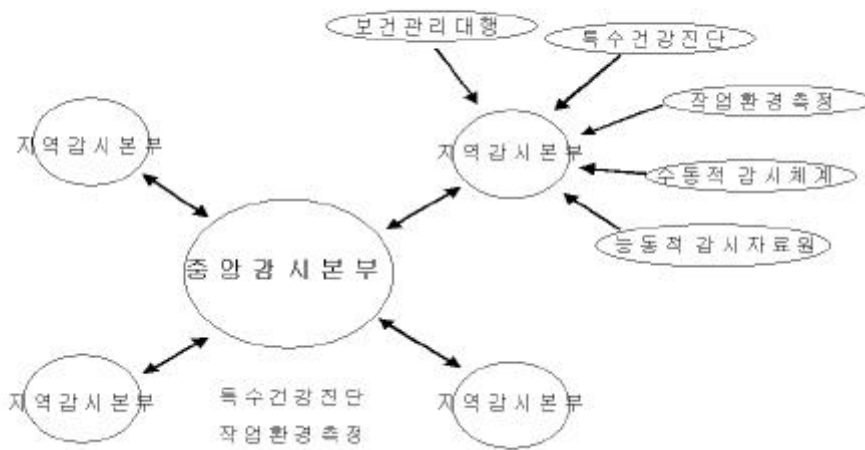 보건관리대행
특수건강진단
작업환경측정
지역감시본부
지역감시본부
수동적 감시체계
능동적 감시자료원
중앙감시본부
지역감시본부
특수건강진단
작업환경측정
지역감시본부